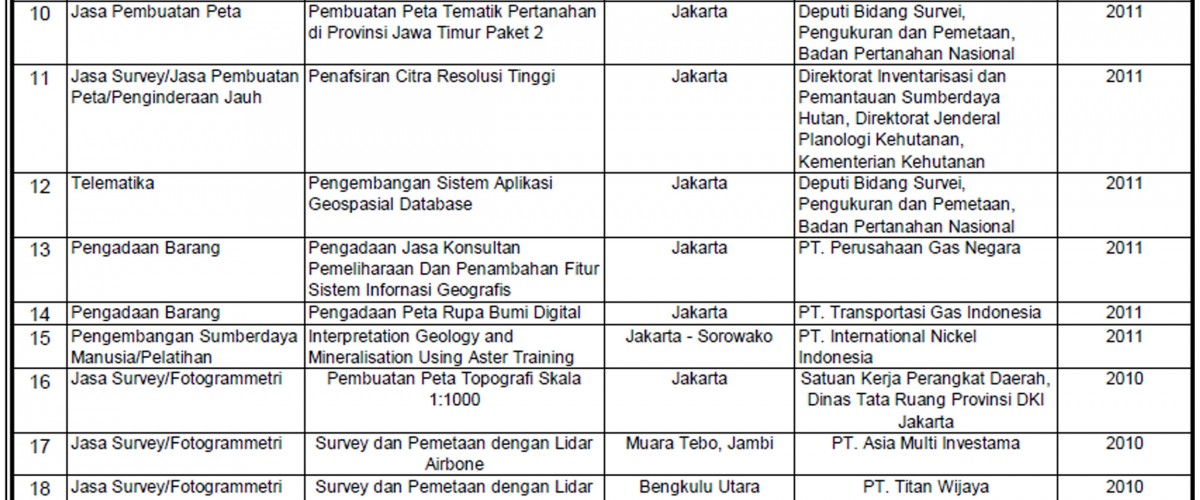 10 Jasa Pembuatan Peta Pembuatan Peta Tematik Pertanahan Jakarta Deputi Bidang Survei, 2011
di Provinsi Jawa Timur Paket 2 Pengukuran dan Pemetaan,
Badan Pertanahan Nasional
11 Jasa Survey/Jasa Pembuatan Penafsiran Citra Resolusi Tinggi Jakarta Direktorat Inventarisasi dan 2011
Peta/Penginderaan Jauh Pemantauan Sumberdaya
Hutan, Direktorat Jenderal
Planologi Kehutanan,
Kementerian Kehutanan
12 Telematika Pengembangan Sistem Aplikasi Jakarta Deputi Bidang Survei, 2011
Geospasial Database Pengukuran dan Pemetaan,
Badan Pertanahan Nasional
13 Pengadaan Barang Pengadaan Jasa Konsultan Jakarta PT. Perusahaan Gas Negara 2011
Pemeliharaan Dan Penambahan Fitur
Sistem Infornasi Geografis
14 Pengadaan Barang Pengadaan Peta Rupa Bumi Digital Jakarta PT. Transportasi Gas Indonesia 2011
15 Pengembangan Sumberdaya Interpretation Geology and Jakarta - Sorowako PT. International Nickel 2011
Manusia/Pelatihan Mineralisation Using Aster Training Indonesia
16 Jasa Survey/Fotogrammetri Pembuatan Peta Topografi Skala Jakarta Satuan Kerja Perangkat Daerah, 2010
1:1000 Dinas Tata Ruang Provinsi DKI
Jakarta
17 Jasa Survey/Fotogrammetri Survey dan Pemetaan dengan Lidar Muara Tebo, Jambi PT. Asia Multi Investama 2010
Airbone
18 Jasa Survey/Fotogrammetri Survey dan Pemetaan dengan Lidar Bengkulu Utara PT. Titan Wijaya 2010